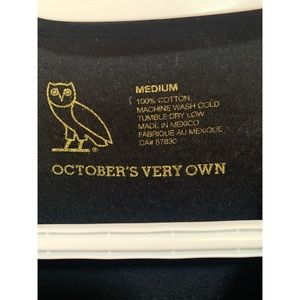 MEDIUM
100% COTTON
MACHINE WASH COLD
TUMBLE DRY LOW
MADE IN MEXICO
FABRIQUE AU MEXIQUE
CA# 57830
OCTOBER'S VERY OWN